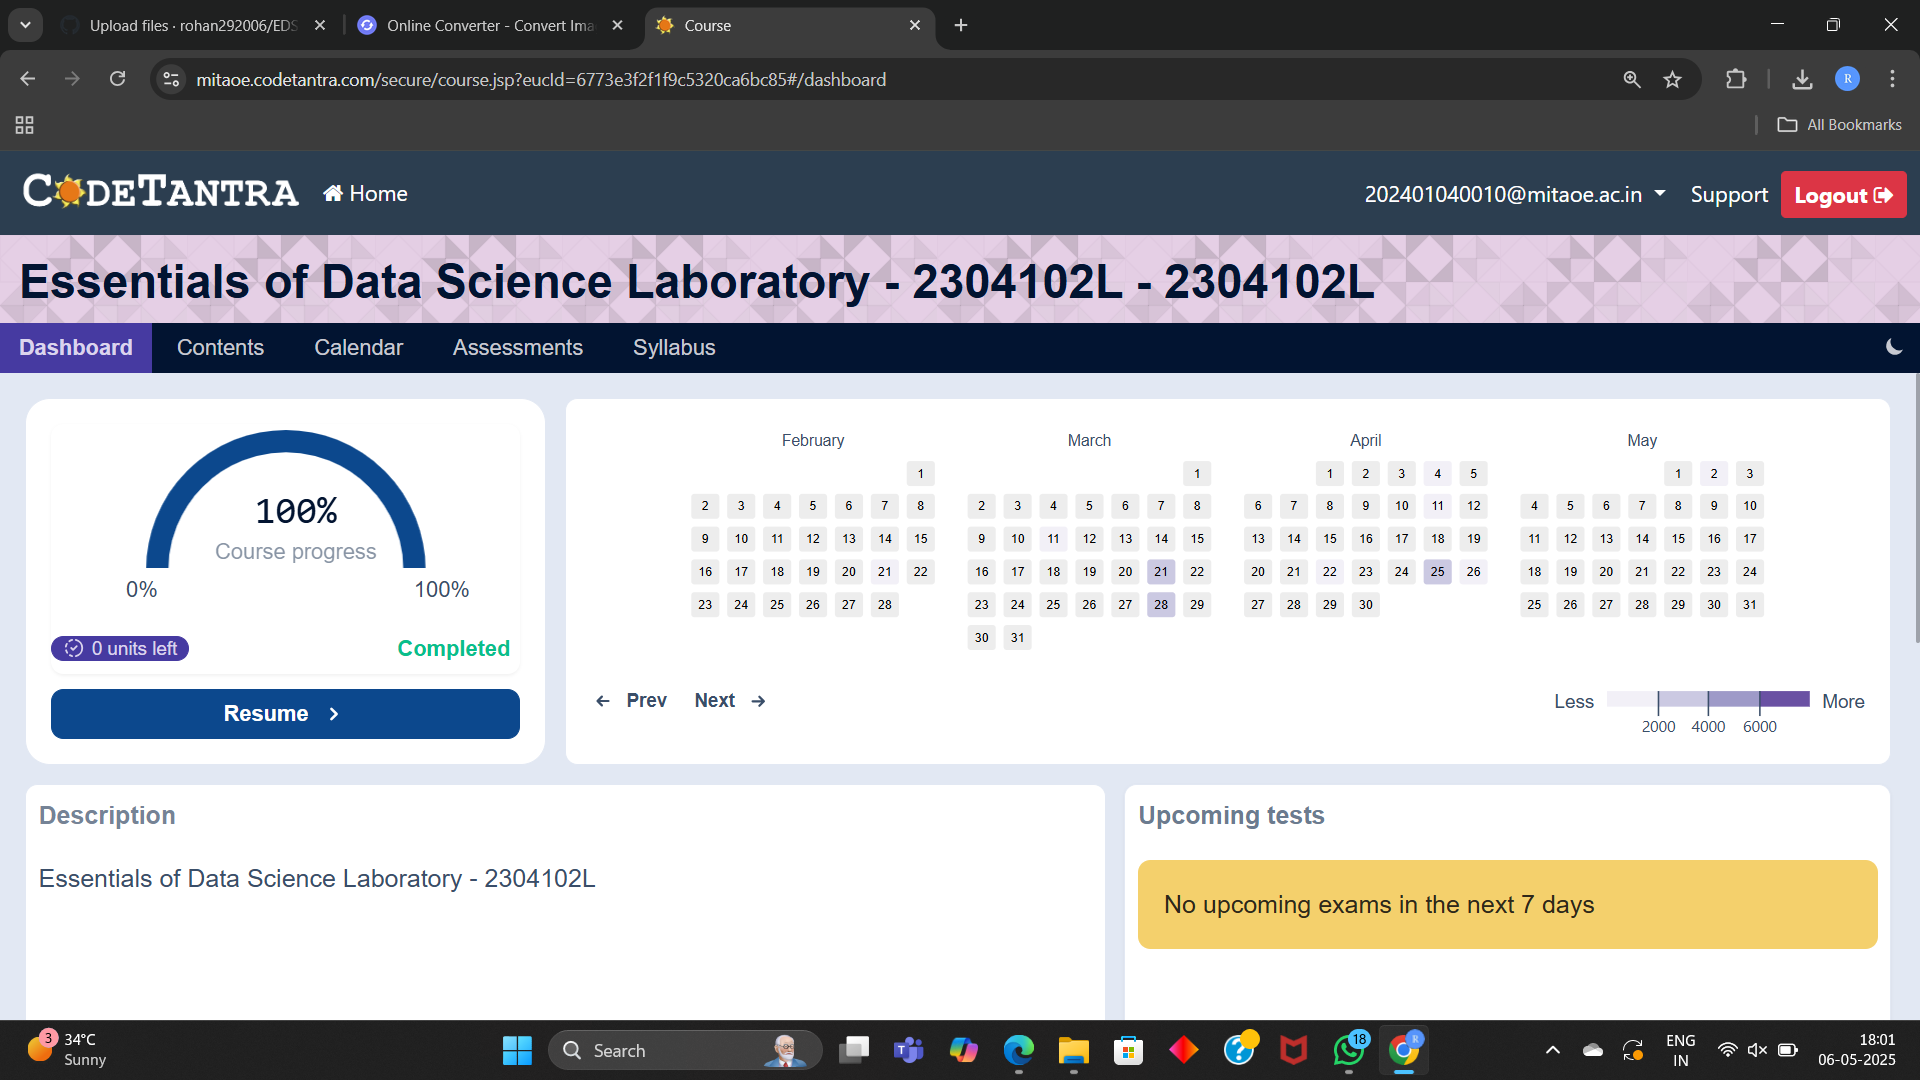 Upload files · rohan292006/EDS
Online Converter - Convert Ima
Course
mitaoe.codetantra.com/secure/course.jsp?eucId=6773e3f2f1f9c5320ca6bc85#/dashboard
R
All Bookmarks
CODETANTRA
Home
202401040010@mitaoe.ac.in
Support
Logout
Essentials of Data Science Laboratory - 2304102L - 2304102L
Dashboard Contents Calendar Assessments Syllabus
100%
Course progress
0% 100%
0 units left
Completed
Resume
February March April May
1 1 1 2 3 4 5 1 2 3
2 3 4 5 6 7 8 2 3 4 5 6 7 8 6 7 8 9 10 11 12 4 5 6 7 8 9 10
9 10 11 12 13 14 15 9 10 11 12 13 14 15 13 14 15 16 17 18 19 11 12 13 14 15 16 17
16 17 18 19 20 21 22 16 17 18 19 20 21 22 20 21 22 23 24 25 26 18 19 20 21 22 23 24
23 24 25 26 27 28 23 24 25 26 27 28 29 27 28 29 30 25 26 27 28 29 30 31
30 31
Prev Next
Less More
2000 4000 6000
Description
Essentials of Data Science Laboratory - 2304102L
Upcoming tests
No upcoming exams in the next 7 days
3
34°C
Sunny
Search
18
R
ENG
IN
18:01
06-05-2025